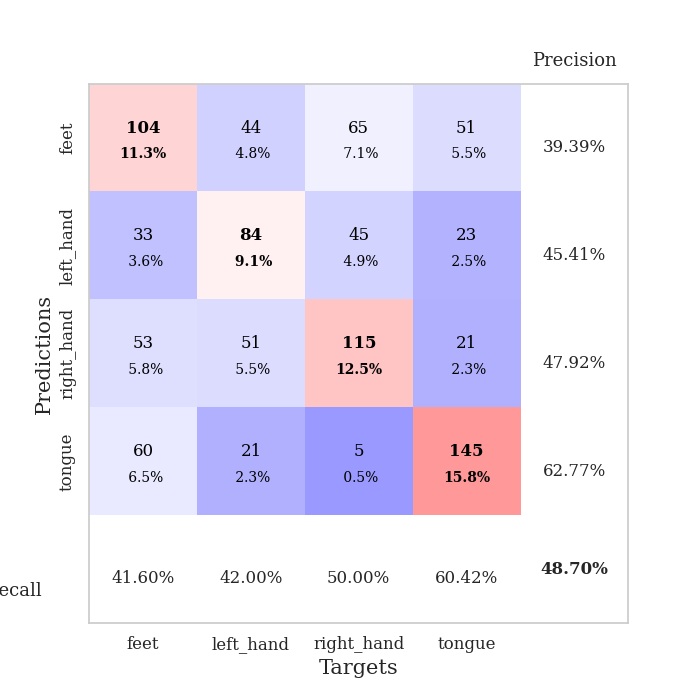 Precision
feet
104 44 65 51
11.3% 4.8% 7.1% 5.5%
39.39%
left_hand
33 84 45 23
3.6% 9.1% 4.9% 2.5%
45.41%
Predictions
right_hand
53 51 115 21
5.8% 5.5% 12.5% 2.3%
47.92%
tongue
60 21 5 145
6.5% 2.3% 0.5% 15.8%
62.77%
ecall
41.60% 42.00% 50.00% 60.42% 48.70%
feet left_hand right_hand tongue
Targets